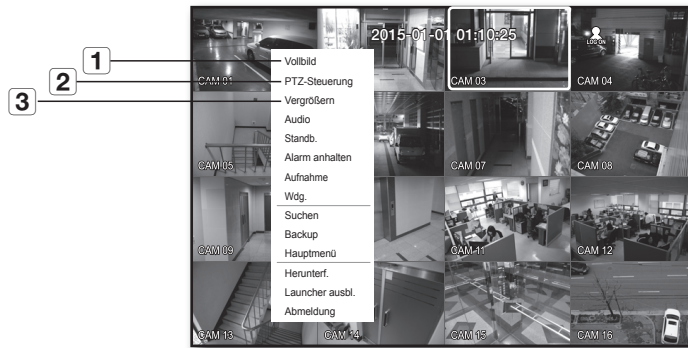 2015-01-01 01:10:25
LOG ON
1
2
3
Vollbild
PTZ-Steuerung
Vergrößern
Audio
Standb.
Alarm anhalten
Aufnahme
Wdg.
Suchen
Backup
Hauptmenü
Herunterf.
Launcher ausbl.
Abmeldung
CAM 01
CAM 03
CAM 04
CAM 05
CAM 07
CAM 08
CAM 09
CAM 11
CAM 12
CAM 13
CAM 14
CAM 15
CAM 16